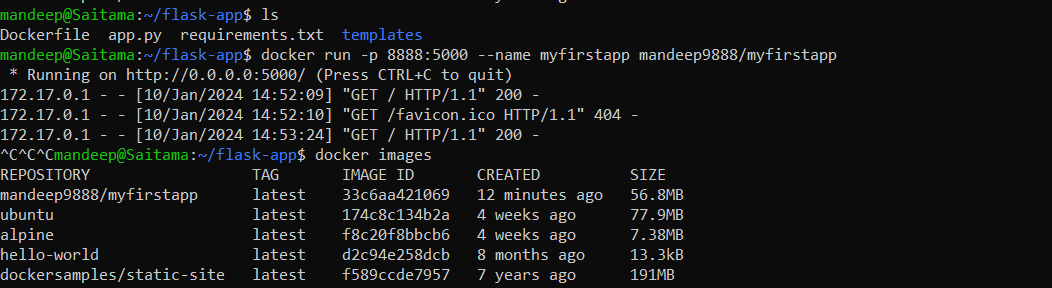 mandeep@Saitama:~/flask-app$ ls
Dockerfile  app.py  requirements.txt  templates
mandeep@Saitama:~/flask-app$ docker run -p 8888:5000 --name myfirstapp mandeep9888/myfirstapp
 * Running on http://0.0.0.0:5000/ (Press CTRL+C to quit)
172.17.0.1 - - [10/Jan/2024 14:52:09] "GET / HTTP/1.1" 200 -
172.17.0.1 - - [10/Jan/2024 14:52:10] "GET /favicon.ico HTTP/1.1" 404 -
172.17.0.1 - - [10/Jan/2024 14:53:24] "GET / HTTP/1.1" 200 -
^C^C^Cmandeep@Saitama:~/flask-app$ docker images
REPOSITORY                  TAG       IMAGE ID       CREATED          SIZE
mandeep9888/myfirstapp      latest    33c6aa421069   12 minutes ago   56.8MB
ubuntu                      latest    174c8c134b2a   4 weeks ago      77.9MB
alpine                      latest    f8c20f8bbcb6   4 weeks ago      7.38MB
hello-world                 latest    d2c94e258dcb   8 months ago     13.3kB
dockersamples/static-site   latest    f589ccde7957   7 years ago      191MB